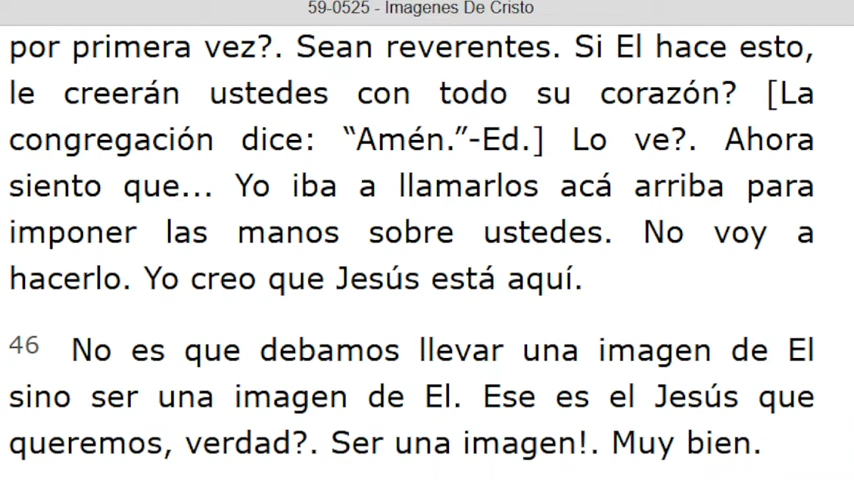 59-0525 - Imagenes De Cristo
por primera vez?. Sean reverentes. Si El hace esto,
le creerán ustedes con todo su corazón? [La
congregación dice: “Amén.”-Ed.] Lo ve?. Ahora
siento que... Yo iba a llamarlos acá arriba para
imponer las manos sobre ustedes. No voy a
hacerlo. Yo creo que Jesús está aquí.
46 No es que debamos llevar una imagen de El
sino ser una imagen de El. Ese es el Jesús que
queremos, verdad?. Ser una imagen!. Muy bien.